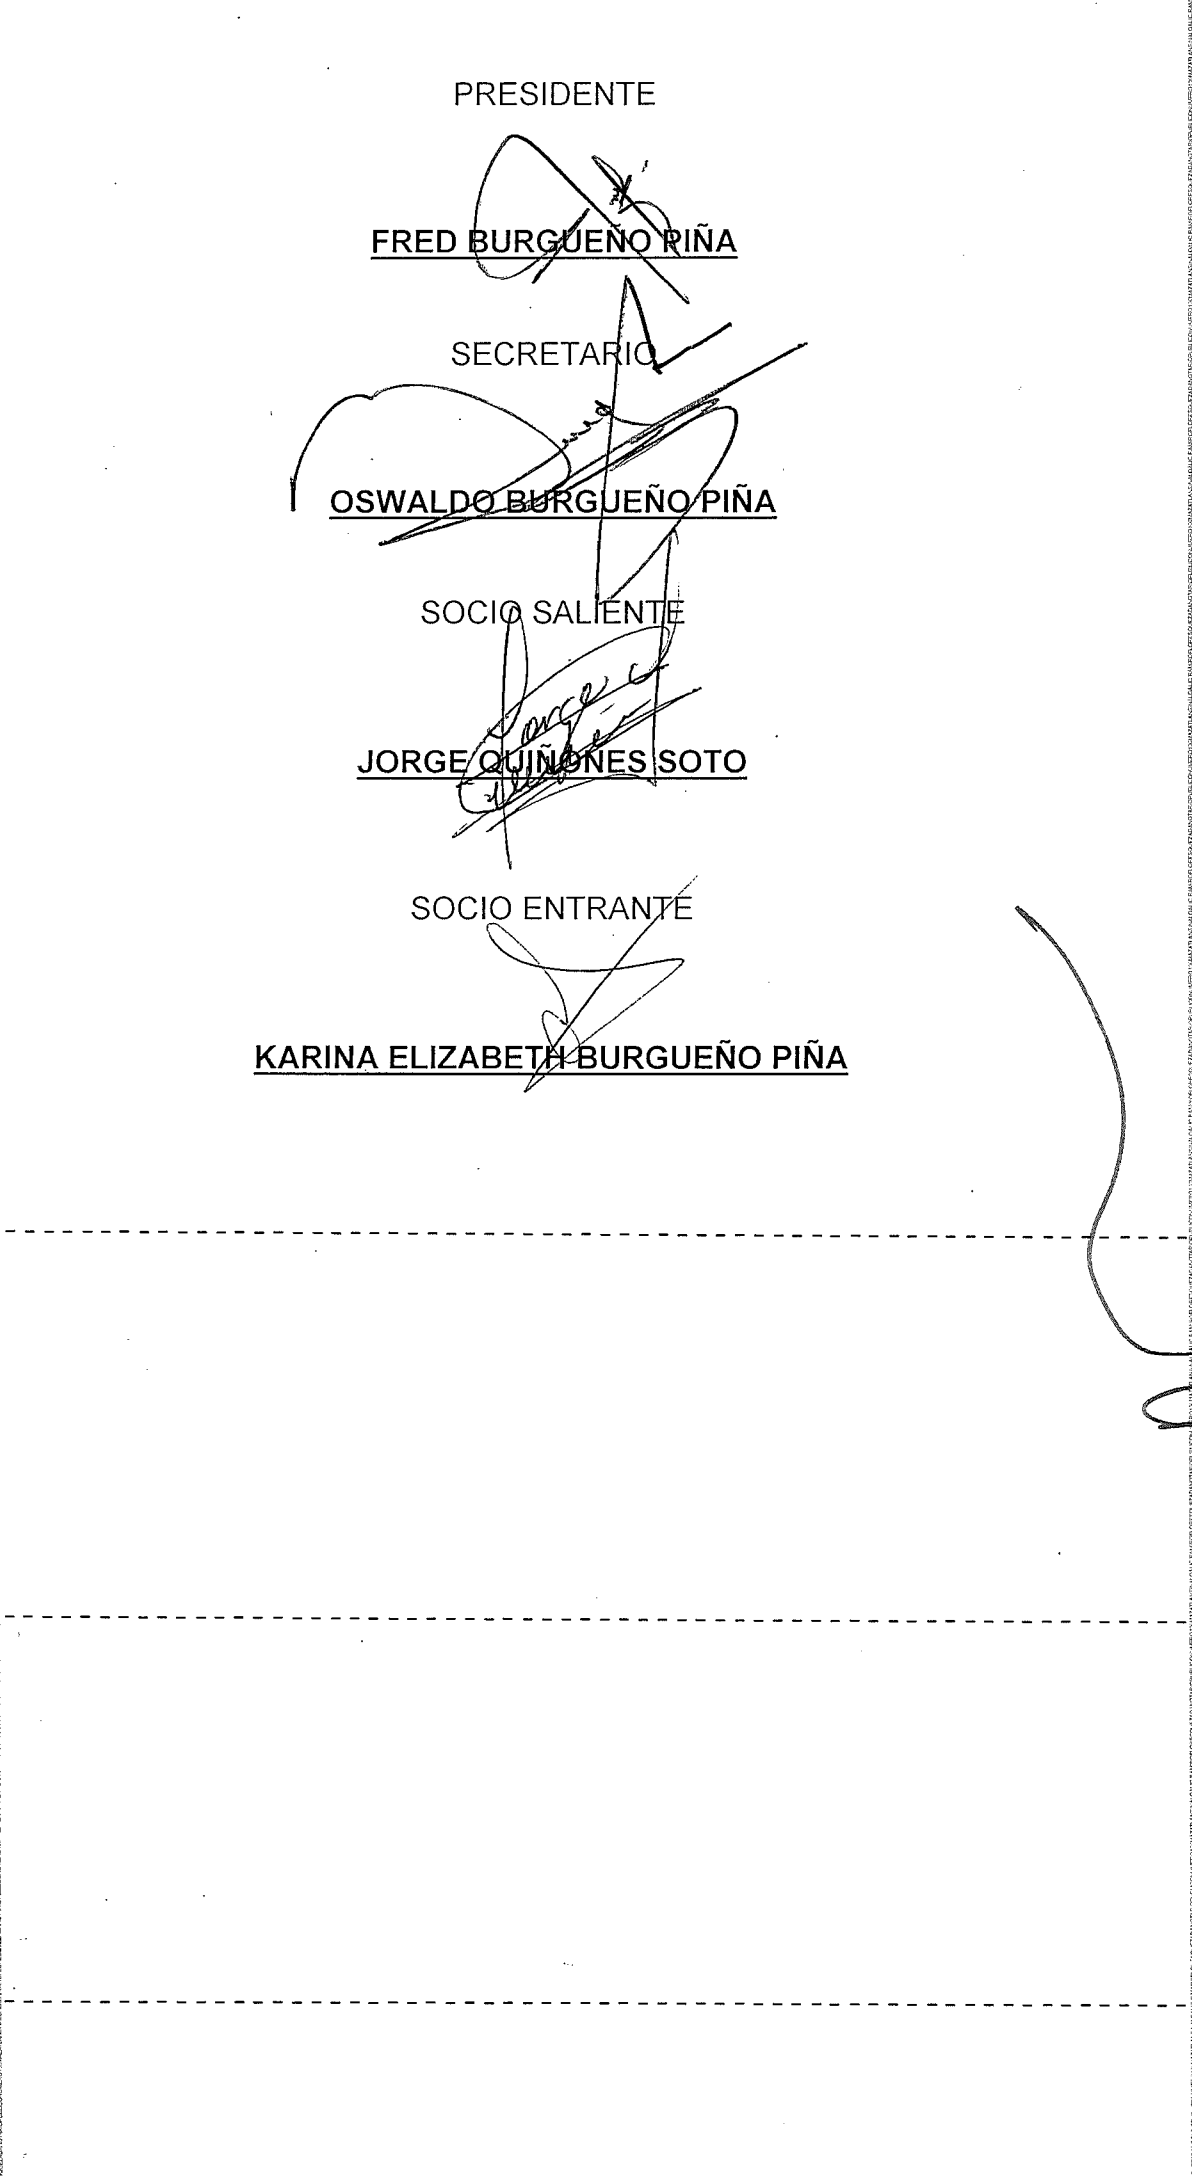 PRESIDENTE
FRED BURGUEÑO PIÑA
SECRETARIO
OSWALDO BURGUEÑO PIÑA
SOCIO SALIENTE
Jorge
JORGE QUIÑONES SOTO
SOCIO ENTRANTE
KARINA ELIZABETH BURGUEÑO PIÑA